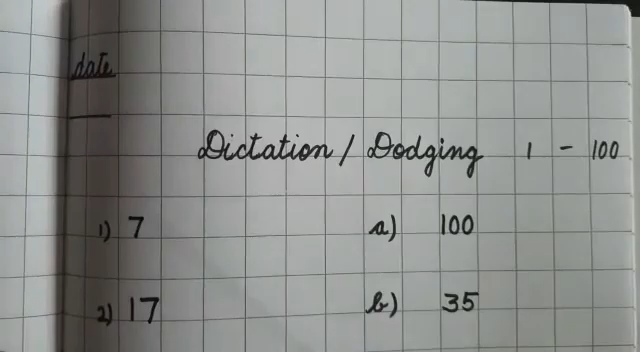 date
Dictation / Dodging 1 - 100
1) 7 a) 100
2) 17 b) 35